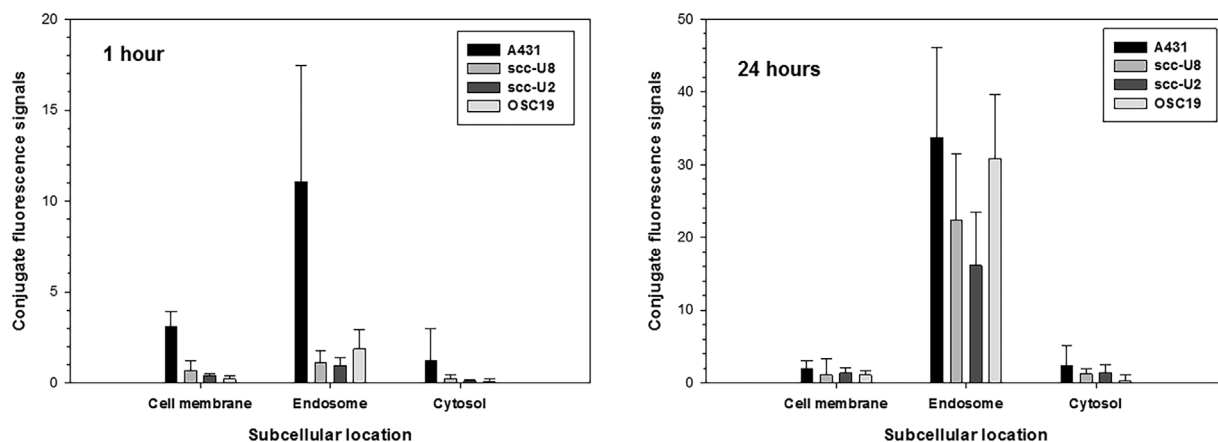 1 hour
A431
scc-U8
scc-U2
OSC19
Conjugate fluorescence signals
20
15
10
5
0
Cell membrane Endosome Cytosol
Subcellular location
24 hours
A431
scc-U8
scc-U2
OSC19
Conjugate fluorescence signals
50
40
30
20
10
0
Cell membrane Endosome Cytosol
Subcellular location